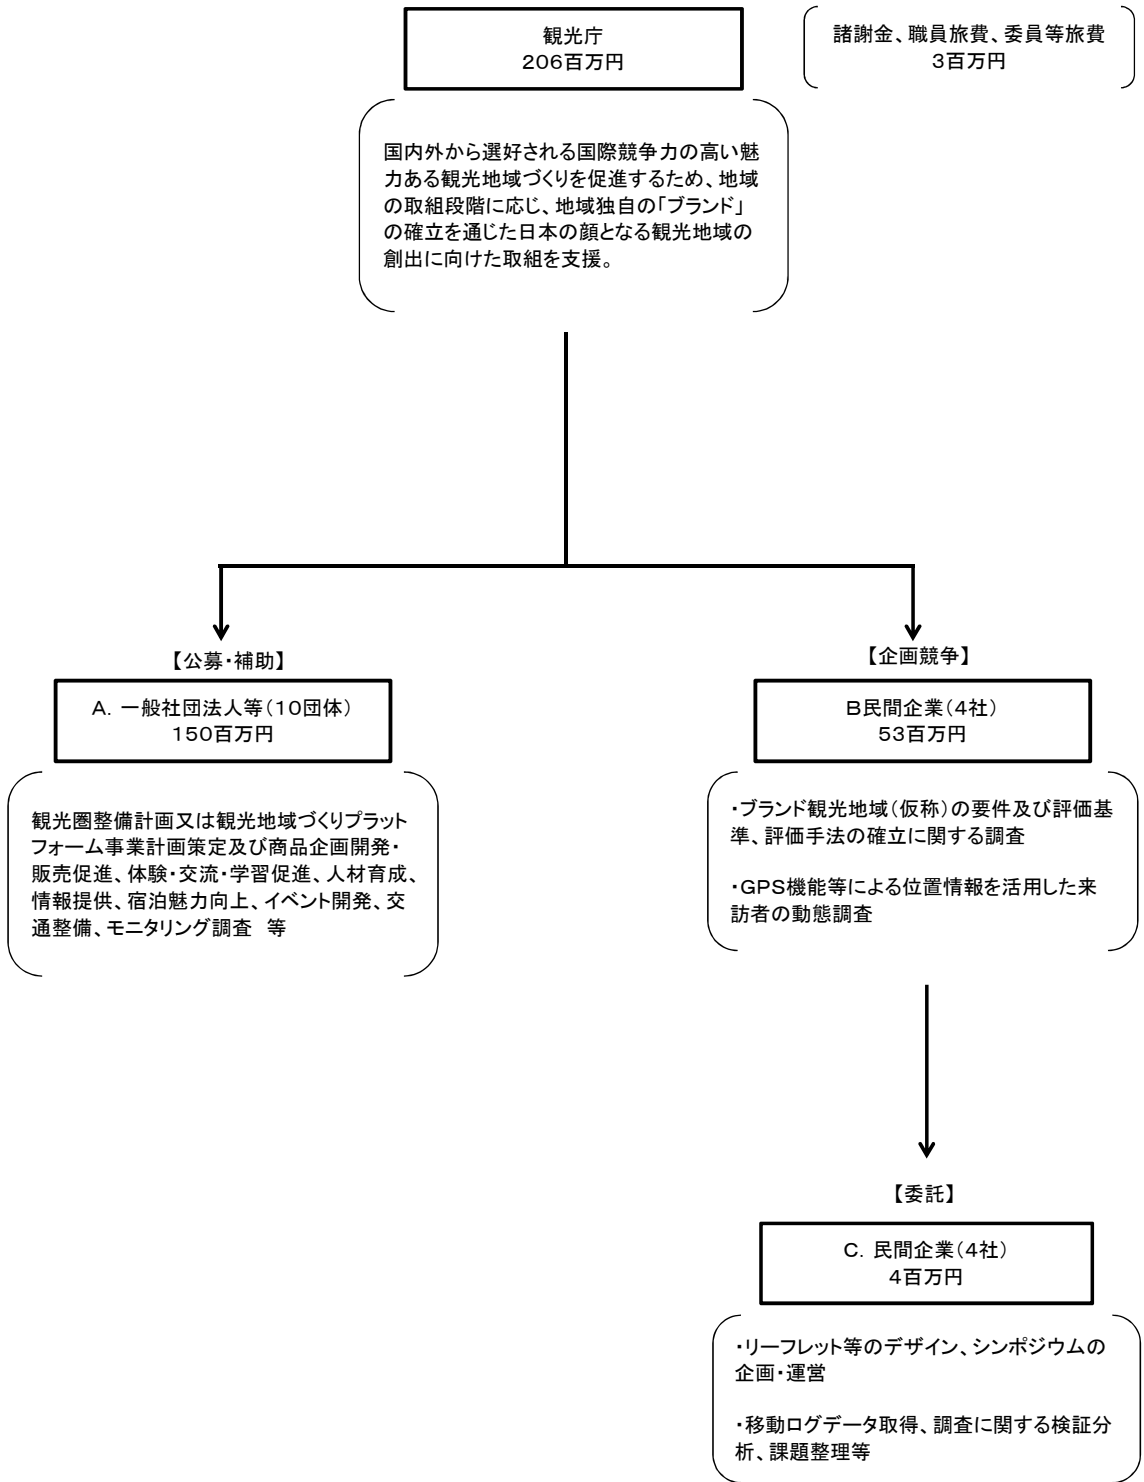 観光庁
206百万円
諸謝金、職員旅費、委員等旅費
3百万円
国内外から選好される国際競争力の高い魅
力ある観光地域づくりを促進するため、地域
の取組段階に応じ、地域独自の「ブランド」
の確立を通じた日本の顔となる観光地域の
創出に向けた取組を支援。
【公募・補助】
A. 一般社団法人等(10団体)
150百万円
観光圏整備計画又は観光地域づくりプラット
フォーム事業計画策定及び商品企画開発・
販売促進、体験・交流・学習促進、人材育成、
情報提供、宿泊魅力向上、イベント開発、交
通整備、モニタリング調査 等
【企画競争】
B民間企業(4社)
53百万円
・ブランド観光地域(仮称)の要件及び評価基
準、評価手法の確立に関する調査
・GPS機能等による位置情報を活用した来
訪者の動態調査
【委託】
C. 民間企業(4社)
4百万円
・リーフレット等のデザイン、シンポジウムの
企画・運営
・移動ログデータ取得、調査に関する検証分
析、課題整理等